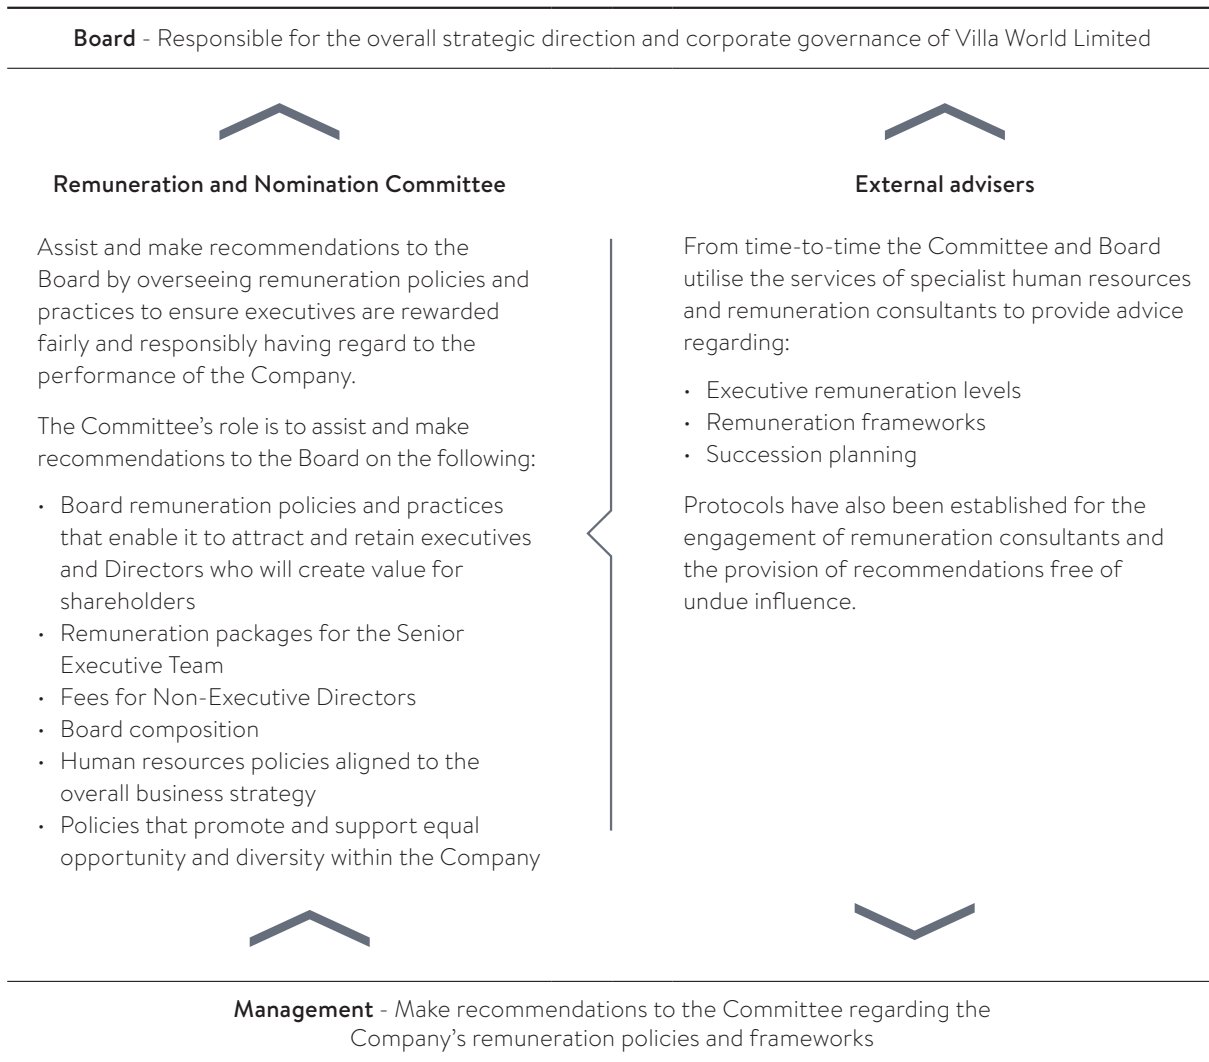 Board - Responsible for the overall strategic direction and corporate governance of Villa World Limited
Remuneration and Nomination Committee
Assist and make recommendations to the
Board by overseeing remuneration policies and
practices to ensure executives are rewarded
fairly and responsibly having regard to the
performance of the Company.
The Committee’s role is to assist and make
recommendations to the Board on the following:
• Board remuneration policies and practices
that enable it to attract and retain executives
and Directors who will create value for
shareholders
• Remuneration packages for the Senior
Executive Team
• Fees for Non-Executive Directors
• Board composition
• Human resources policies aligned to the
overall business strategy
• Policies that promote and support equal
opportunity and diversity within the Company
External advisers
From time-to-time the Committee and Board
utilise the services of specialist human resources
and remuneration consultants to provide advice
regarding:
• Executive remuneration levels
• Remuneration frameworks
• Succession planning
Protocols have also been established for the
engagement of remuneration consultants and
the provision of recommendations free of
undue influence.
Management - Make recommendations to the Committee regarding the
Company’s remuneration policies and frameworks